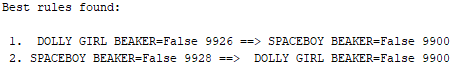 Best rules found:
1. DOLLY GIRL BEAKER=False 9926 ==> SPACEBOY BEAKER=False 9900
2. SPACEBOY BEAKER=False 9928 ==> DOLLY GIRL BEAKER=False 9900